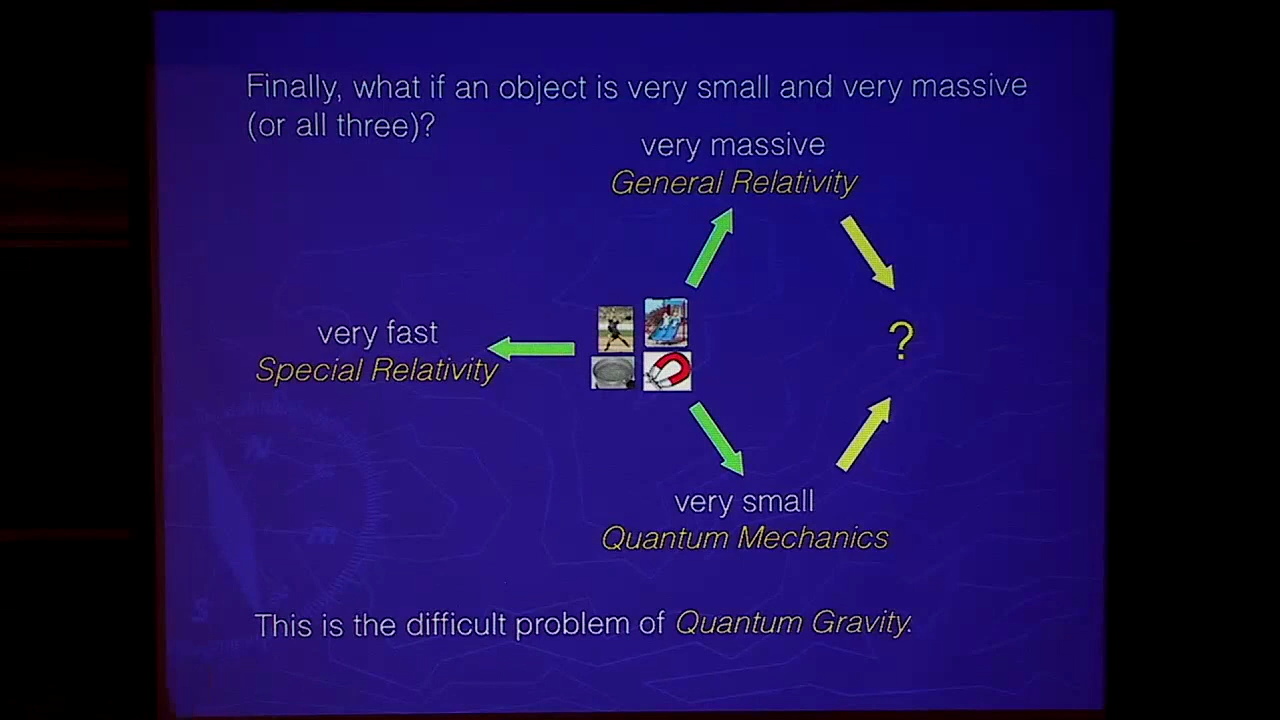 Finally, what if an object is very small and very massive
(or all three)?
very massive
General Relativity
very fast
Special Relativity
?
very small
Quantum Mechanics
This is the difficult problem of Quantum Gravity.
N
m
S